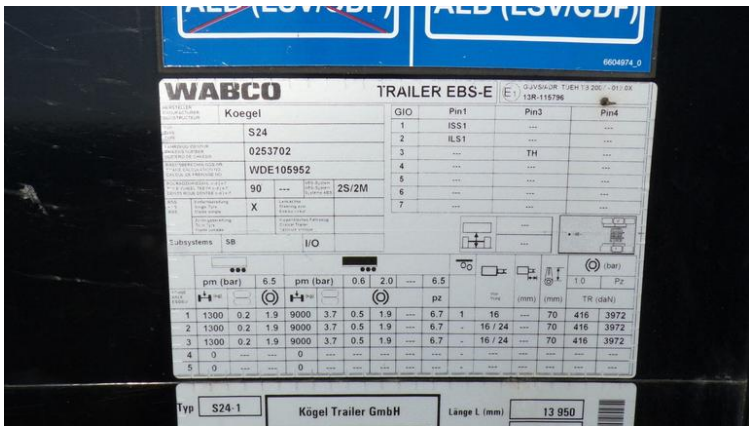 AEB (ESV/CDF) AEB (ESV/CDF)
6604974_0
WABCO TRAILER EBS-E E1
13R-115796
Koegel GIO Pin1 Pin3 Pin4
1 ISS1 --- ---
S24 2 ILS1 --- ---
0253702 3 --- TH ---
WDE105952 4 --- --- ---
5 --- --- ---
90 --- 2S/2M 6 --- --- ---
X 7 --- --- ---
Subsystems SB I/O
pm (bar) 6.5 pm (bar) 0.6 2.0 --- 6.5 (bar)
1.0 Pz
pz (mm) (mm) TR (daN)
1 1300 0.2 1.9 9000 3.7 0.5 1.9 --- 6.7 1 16 --- 70 416 3972
2 1300 0.2 1.9 9000 3.7 0.5 1.9 --- 6.7 - 16 / 24 --- 70 416 3972
3 1300 0.2 1.9 9000 3.7 0.5 1.9 --- 6.7 - 16 / 24 --- 70 416 3972
4 0 --- --- 0 --- --- --- --- --- - --- --- --- --- ---
5 0 --- --- 0 --- --- --- --- --- - --- --- --- --- ---
Typ S24-1 Kögel Trailer GmbH Länge L (mm) 13 950